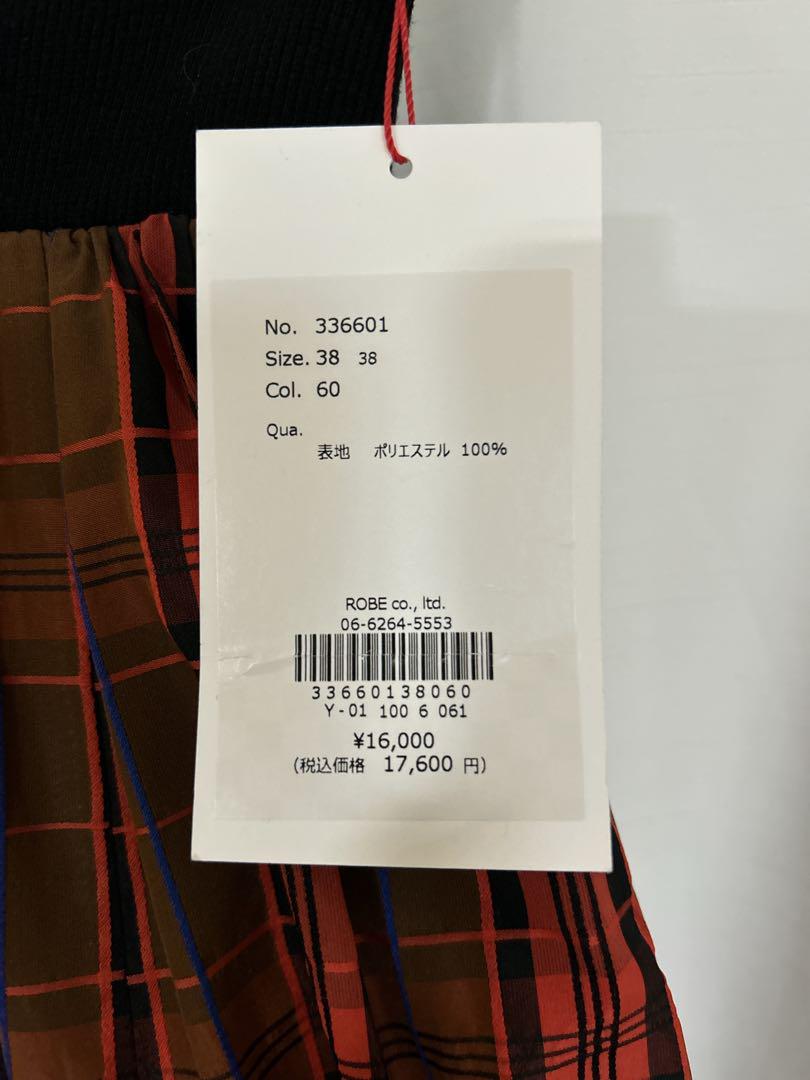 No. 336601
Size. 38 38
Col. 60
Qua.
表地 ポリエステル 100%
ROBE co., ltd.
06-6264-5553
33660138060
Y-01 100 6 061
¥16,000
(税込価格 17,600 円)